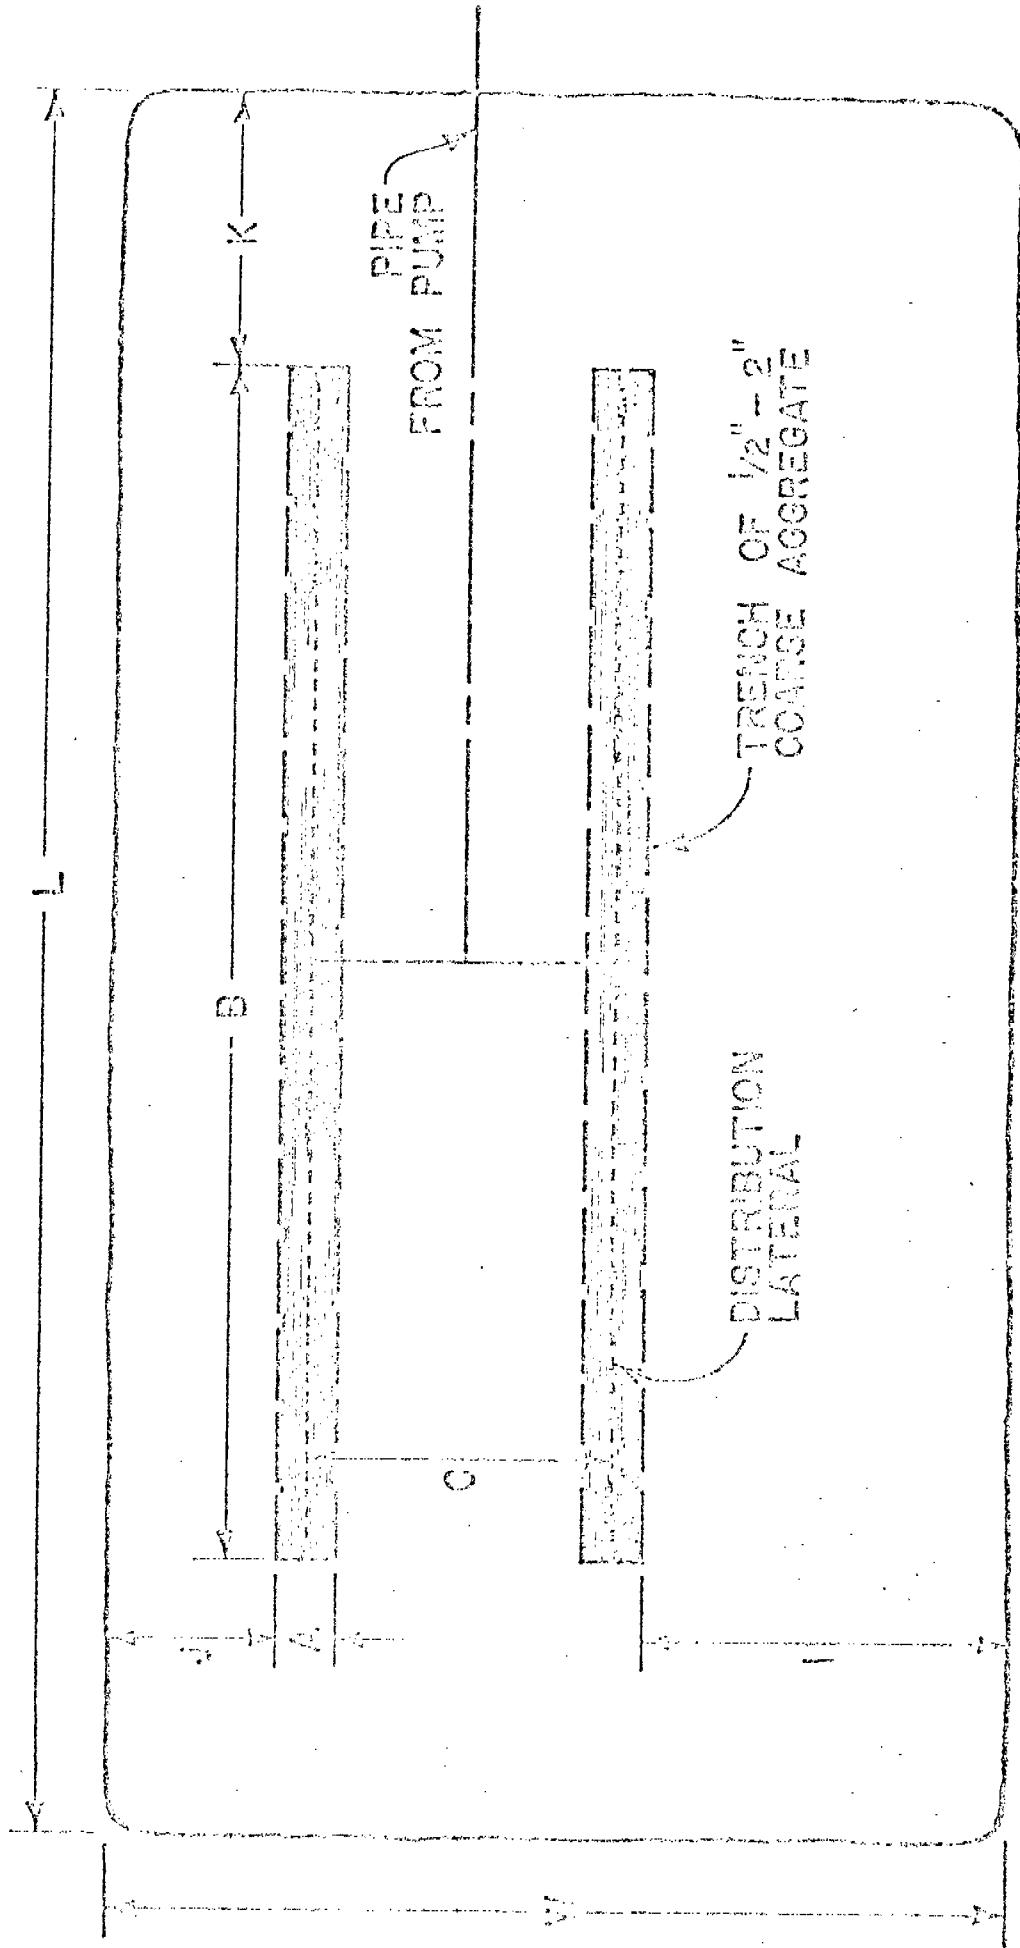 L
B
K
PIPE
FROM PUMP
C
J
A
I
W
TRENCH OF 1/2" - 2"
COARSE AGGREGATE
DISTRIBUTION
LATERAL